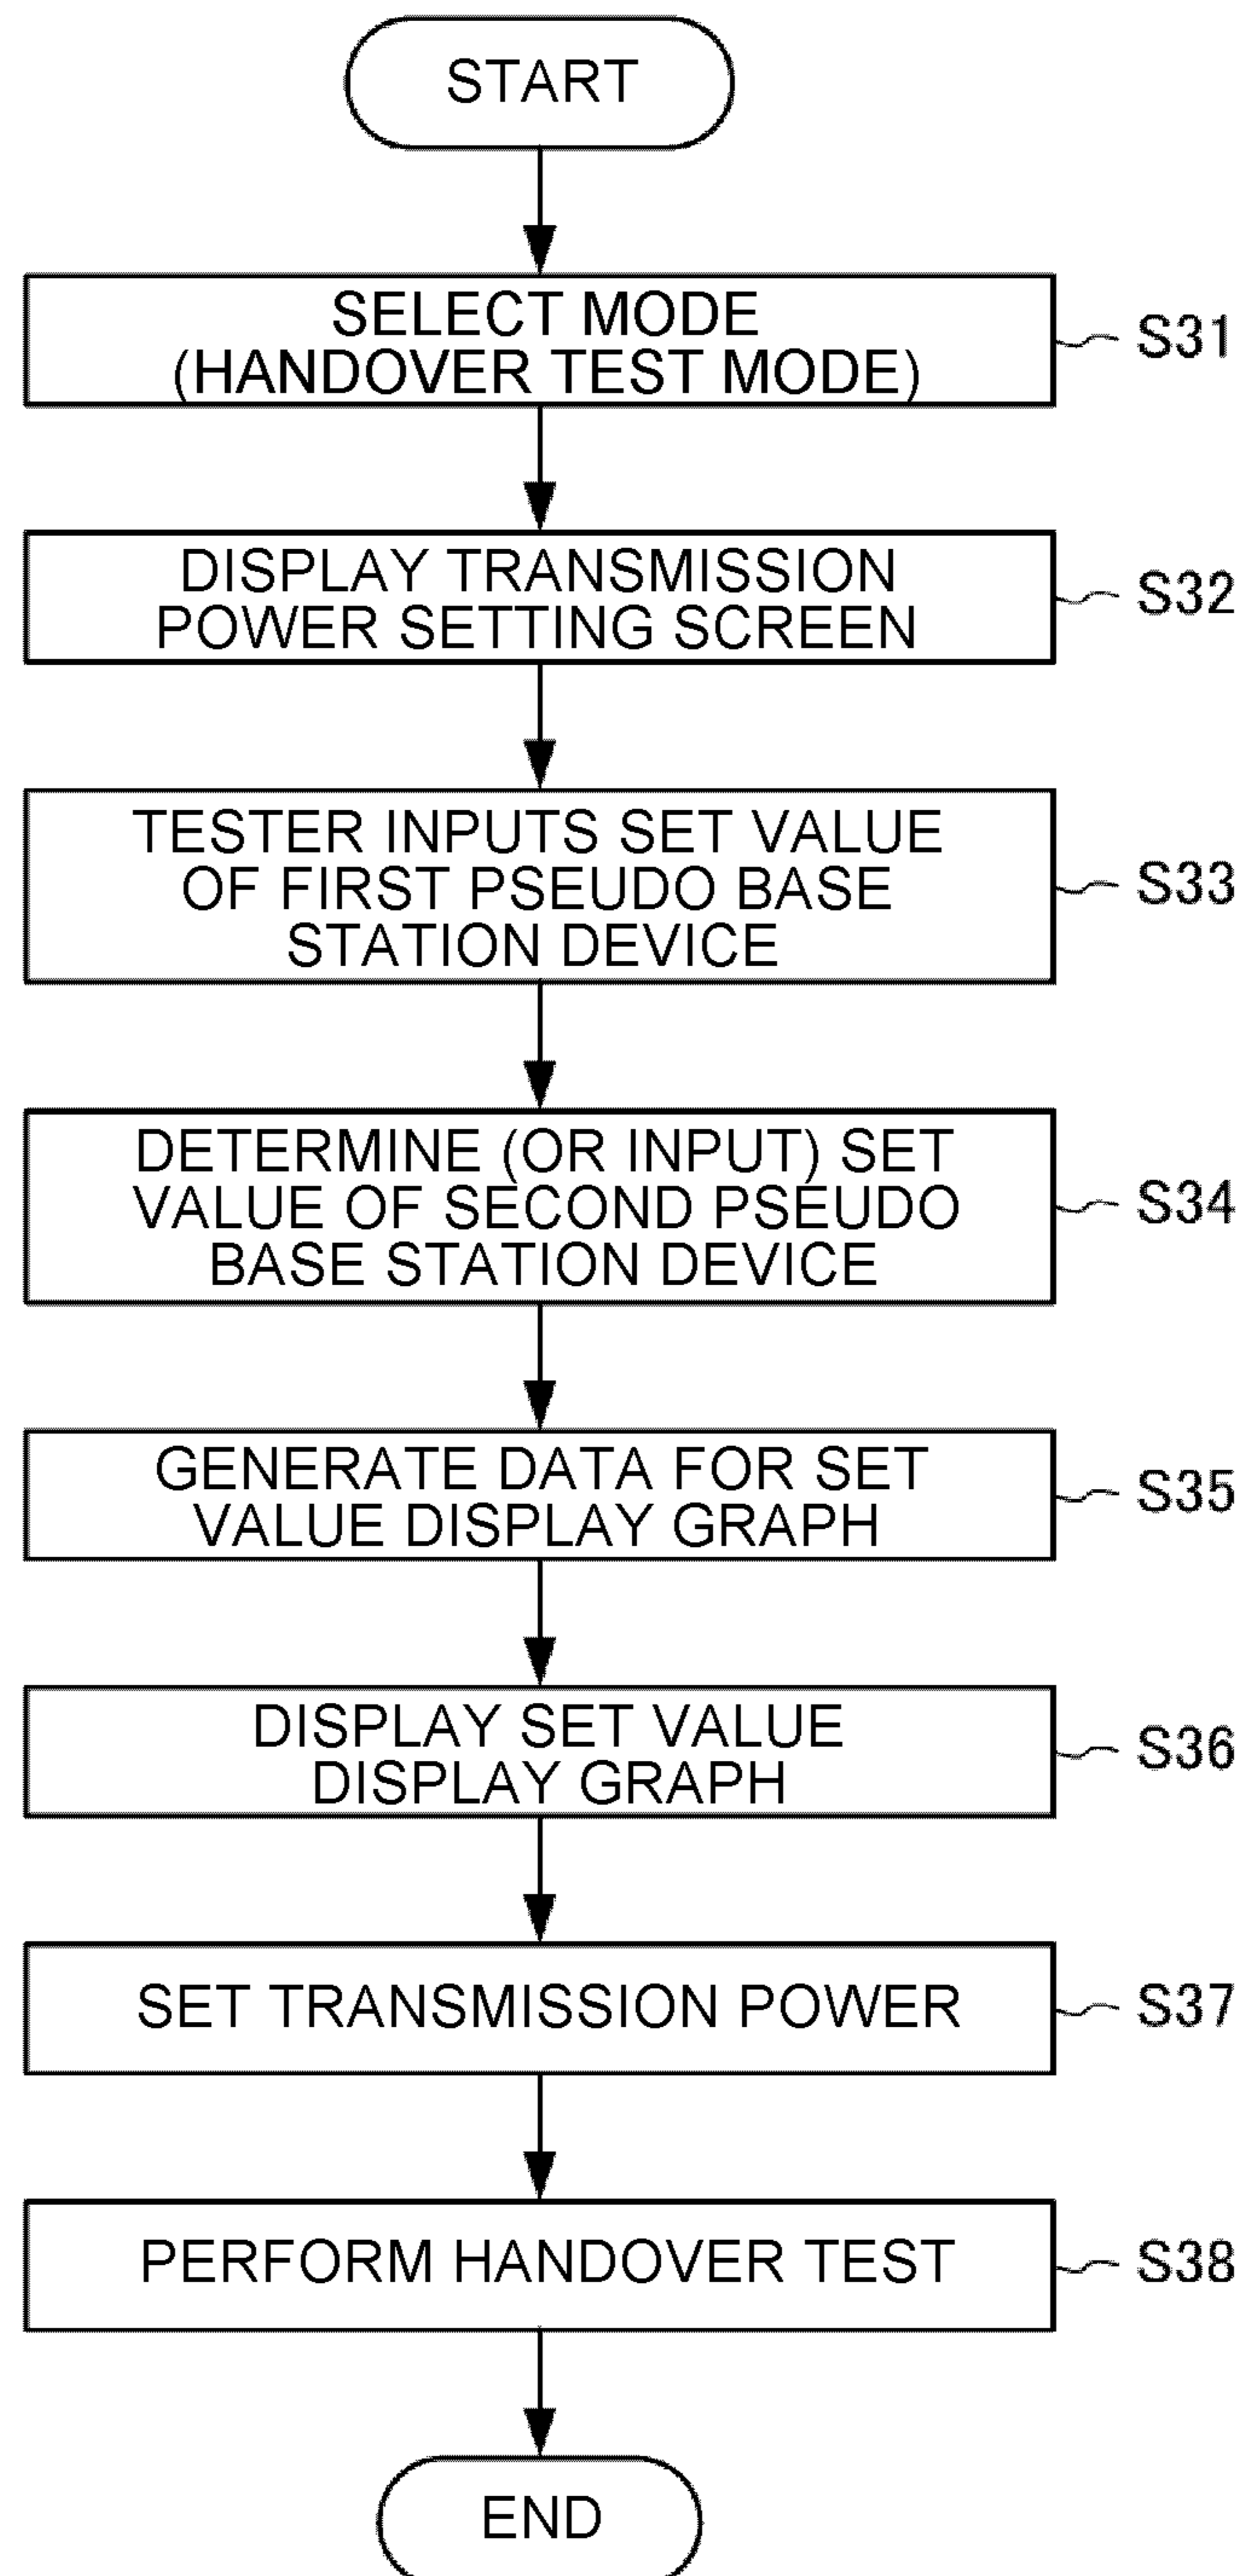 START
SELECT MODE
(HANDOVER TEST MODE)
S31
DISPLAY TRANSMISSION
POWER SETTING SCREEN
S32
TESTER INPUTS SET VALUE
OF FIRST PSEUDO BASE
STATION DEVICE
S33
DETERMINE (OR INPUT) SET
VALUE OF SECOND PSEUDO
BASE STATION DEVICE
S34
GENERATE DATA FOR SET
VALUE DISPLAY GRAPH
S35
DISPLAY SET VALUE
DISPLAY GRAPH
S36
SET TRANSMISSION POWER
S37
PERFORM HANDOVER TEST
S38
END